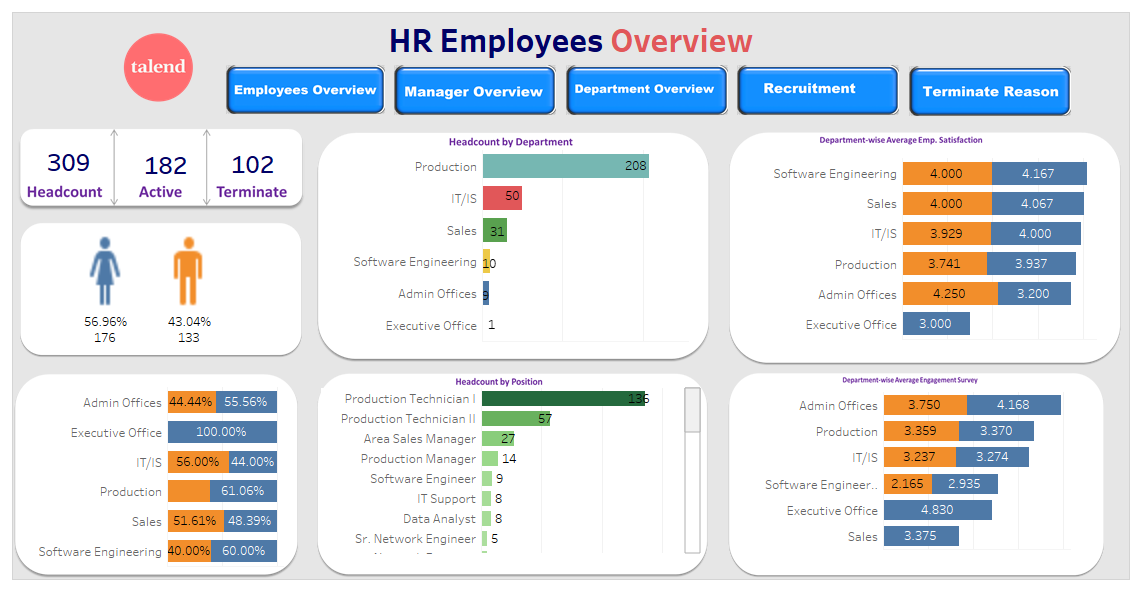 HR Employees Overview
talend
Employees Overview
Manager Overview
Department Overview
Recruitment
Terminate Reason
309
Headcount
182
Active
102
Terminate
56.96%
176
43.04%
133
Headcount by Department
Production 208
IT/IS 50
Sales 31
Software Engineering 10
Admin Offices 9
Executive Office 1
Department-wise Average Emp. Satisfaction
Software Engineering 4.000 4.167
Sales 4.000 4.067
IT/IS 3.929 4.000
Production 3.741 3.937
Admin Offices 4.250 3.200
Executive Office 3.000
Admin Offices 44.44% 55.56%
Executive Office 100.00%
IT/IS 56.00% 44.00%
Production 61.06%
Sales 51.61% 48.39%
Software Engineering 40.00% 60.00%
Headcount by Position
Production Technician I 136
Production Technician II 57
Area Sales Manager 27
Production Manager 14
Software Engineer 9
IT Support 8
Data Analyst 8
Sr. Network Engineer 5
Department-wise Average Engagement Survey
Admin Offices 3.750 4.168
Production 3.359 3.370
IT/IS 3.237 3.274
Software Engineer.. 2.165 2.935
Executive Office 4.830
Sales 3.375